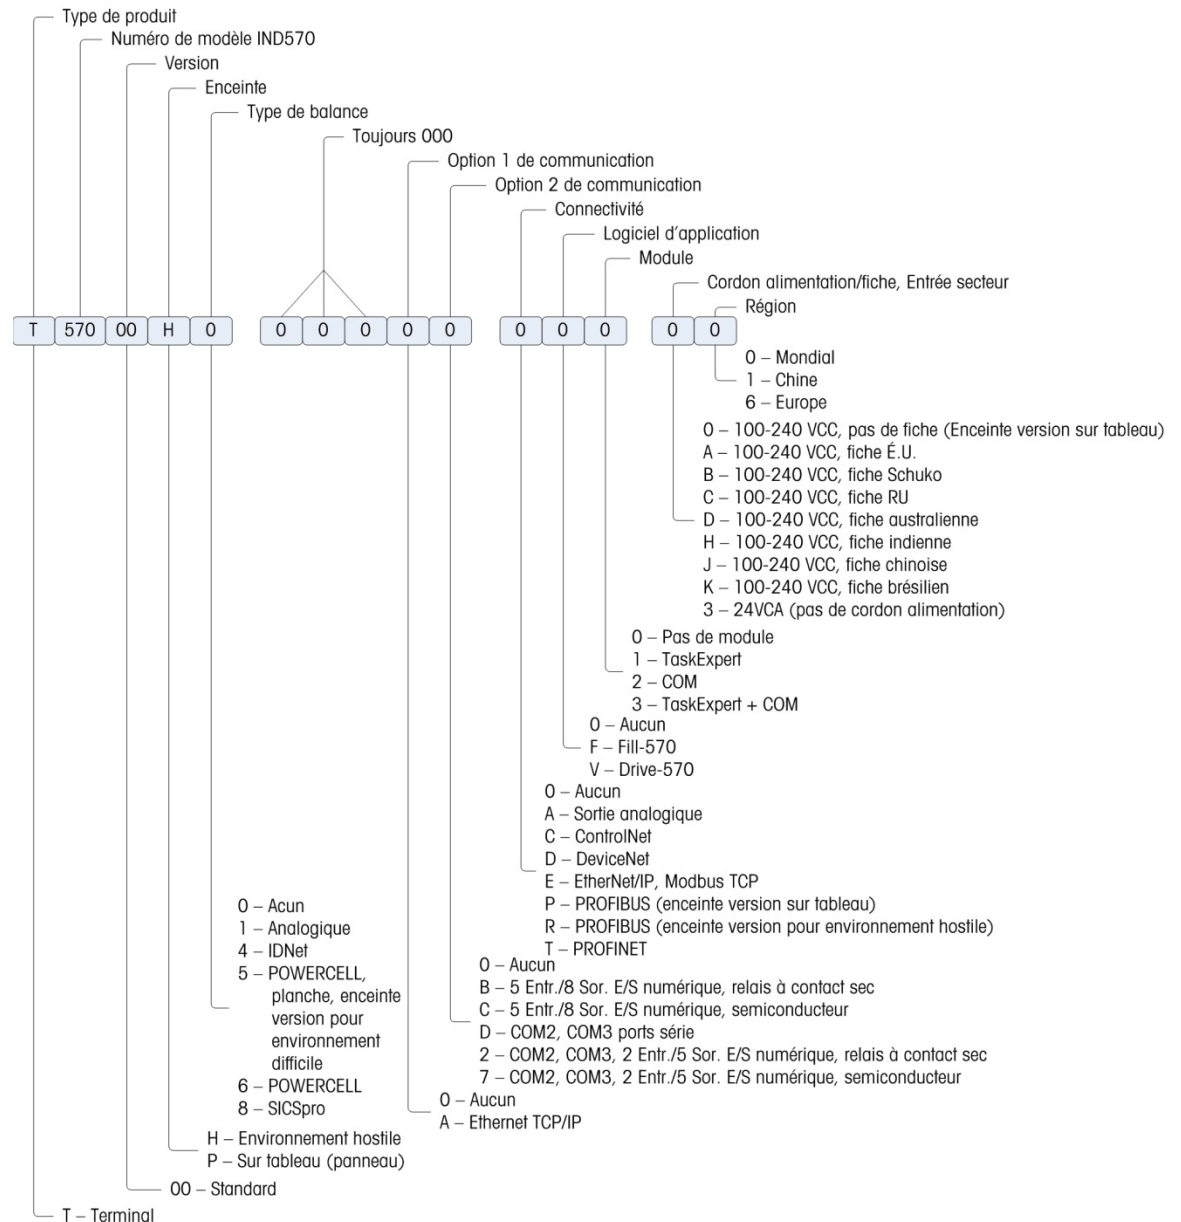 Type de produit
Numéro de modèle IND570
Version
Enceinte
Type de balance
Toujours 000
Option 1 de communication
Option 2 de communication
Connectivité
Logiciel d'application
Module
Cordon alimentation/fiche, Entrée secteur
Région
T 570 00 H 0 0 0 0 0 0 0 0 0 0 0
0 – Mondial
1 – Chine
6 – Europe
0 – 100-240 VCC, pas de fiche (Enceinte version sur tableau)
A – 100-240 VCC, fiche É.U.
B – 100-240 VCC, fiche Schuko
C – 100-240 VCC, fiche RU
D – 100-240 VCC, fiche australienne
H – 100-240 VCC, fiche indienne
J – 100-240 VCC, fiche chinoise
K – 100-240 VCC, fiche brésilien
3 – 24VCA (pas de cordon alimentation)
0 – Pas de module
1 – TaskExpert
2 – COM
3 – TaskExpert + COM
0 – Aucun
F – Fill-570
V – Drive-570
0 – Aucun
A – Sortie analogique
C – ControlNet
D – DeviceNet
E – EtherNet/IP, Modbus TCP
P – PROFIBUS (enceinte version sur tableau)
R – PROFIBUS (enceinte version pour environnement hostile)
T – PROFINET
0 – Acun
1 – Analogique
4 – IDNet
5 – POWERCELL,
planche, enceinte
version pour
environnement
difficile
6 – POWERCELL
8 – SICSpro
0 – Aucun
B – 5 Entr./8 Sor. E/S numérique, relais à contact sec
C – 5 Entr./8 Sor. E/S numérique, semiconducteur
D – COM2, COM3 ports série
2 – COM2, COM3, 2 Entr./5 Sor. E/S numérique, relais à contact sec
7 – COM2, COM3, 2 Entr./5 Sor. E/S numérique, semiconducteur
0 – Aucun
A – Ethernet TCP/IP
H – Environnement hostile
P – Sur tableau (panneau)
00 – Standard
T – Terminal